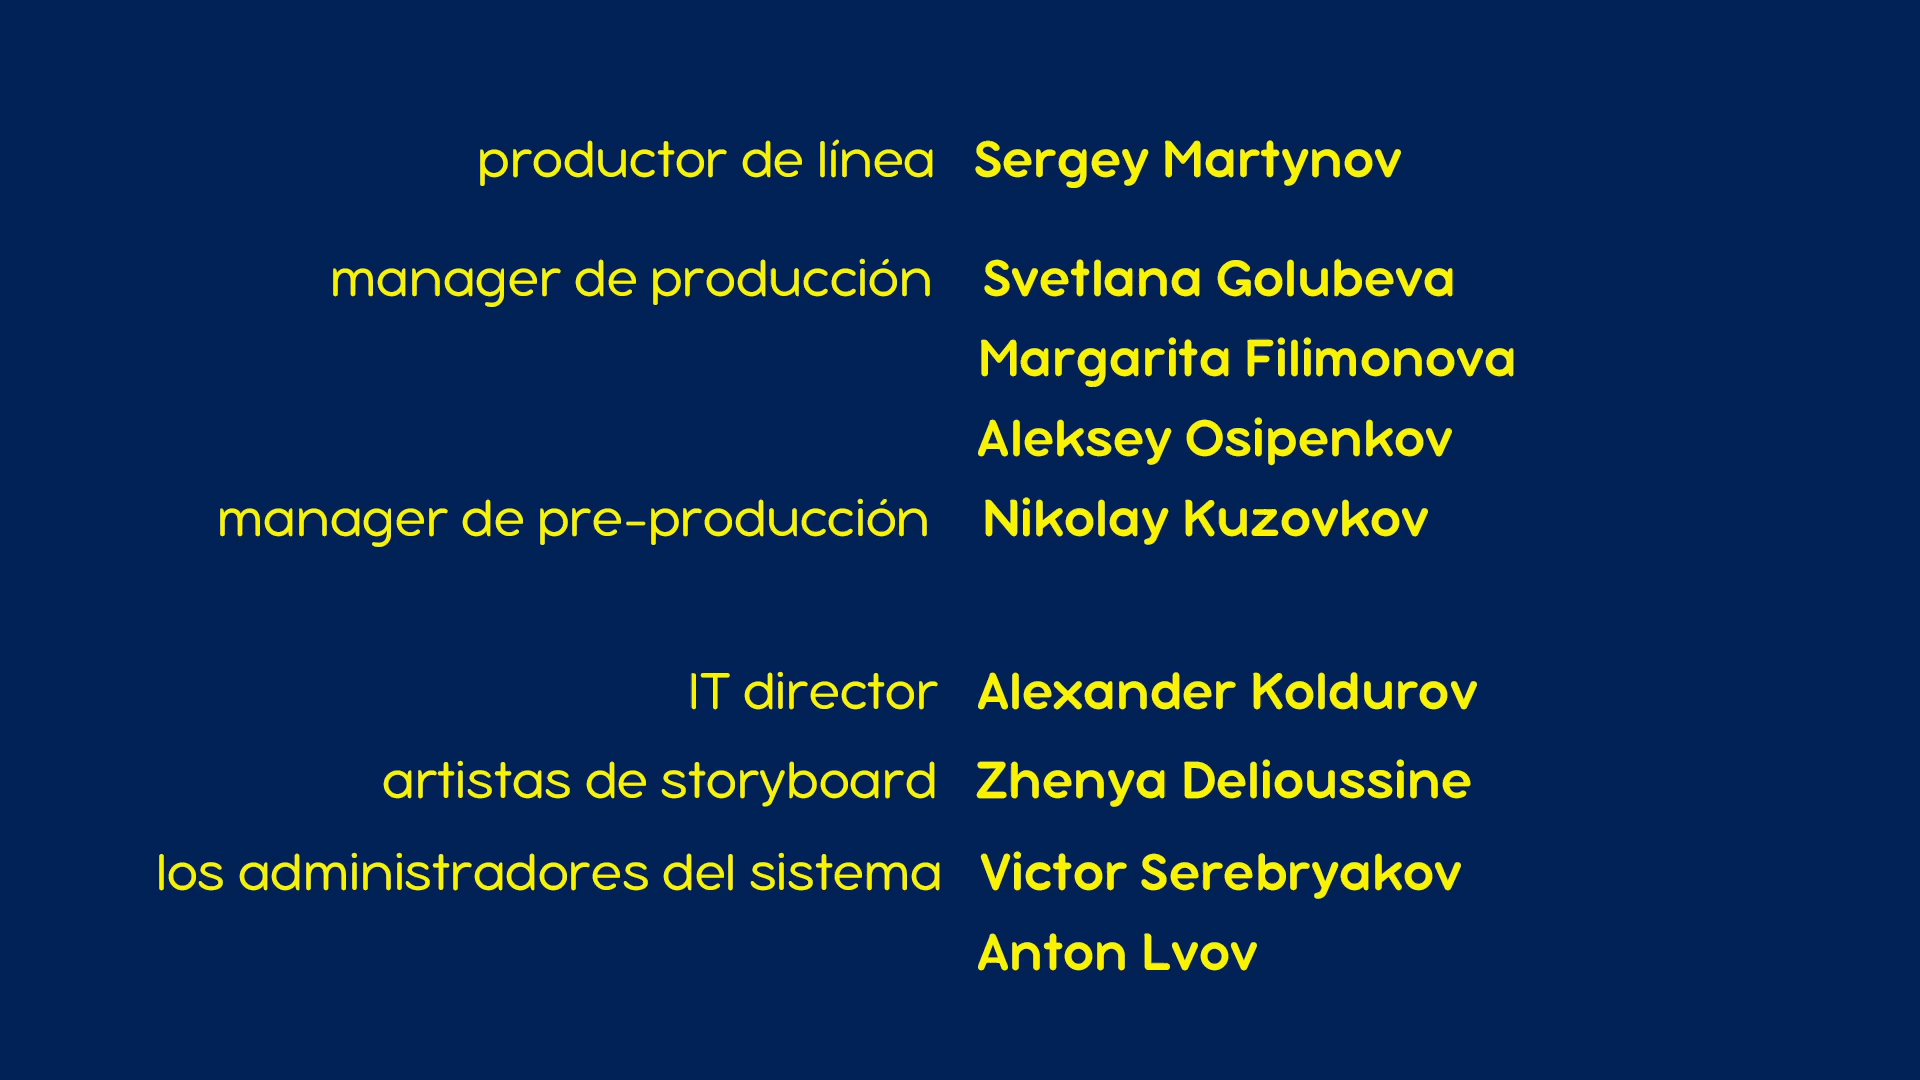 productor de línea Sergey Martynov
manager de producción Svetlana Golubeva
Margarita Filimonova
Aleksey Osipenkov
manager de pre-producción Nikolay Kuzovkov
IT director Alexander Koldurov
artistas de storyboard Zhenya Delioussine
los administradores del sistema Victor Serebryakov
Anton Lvov